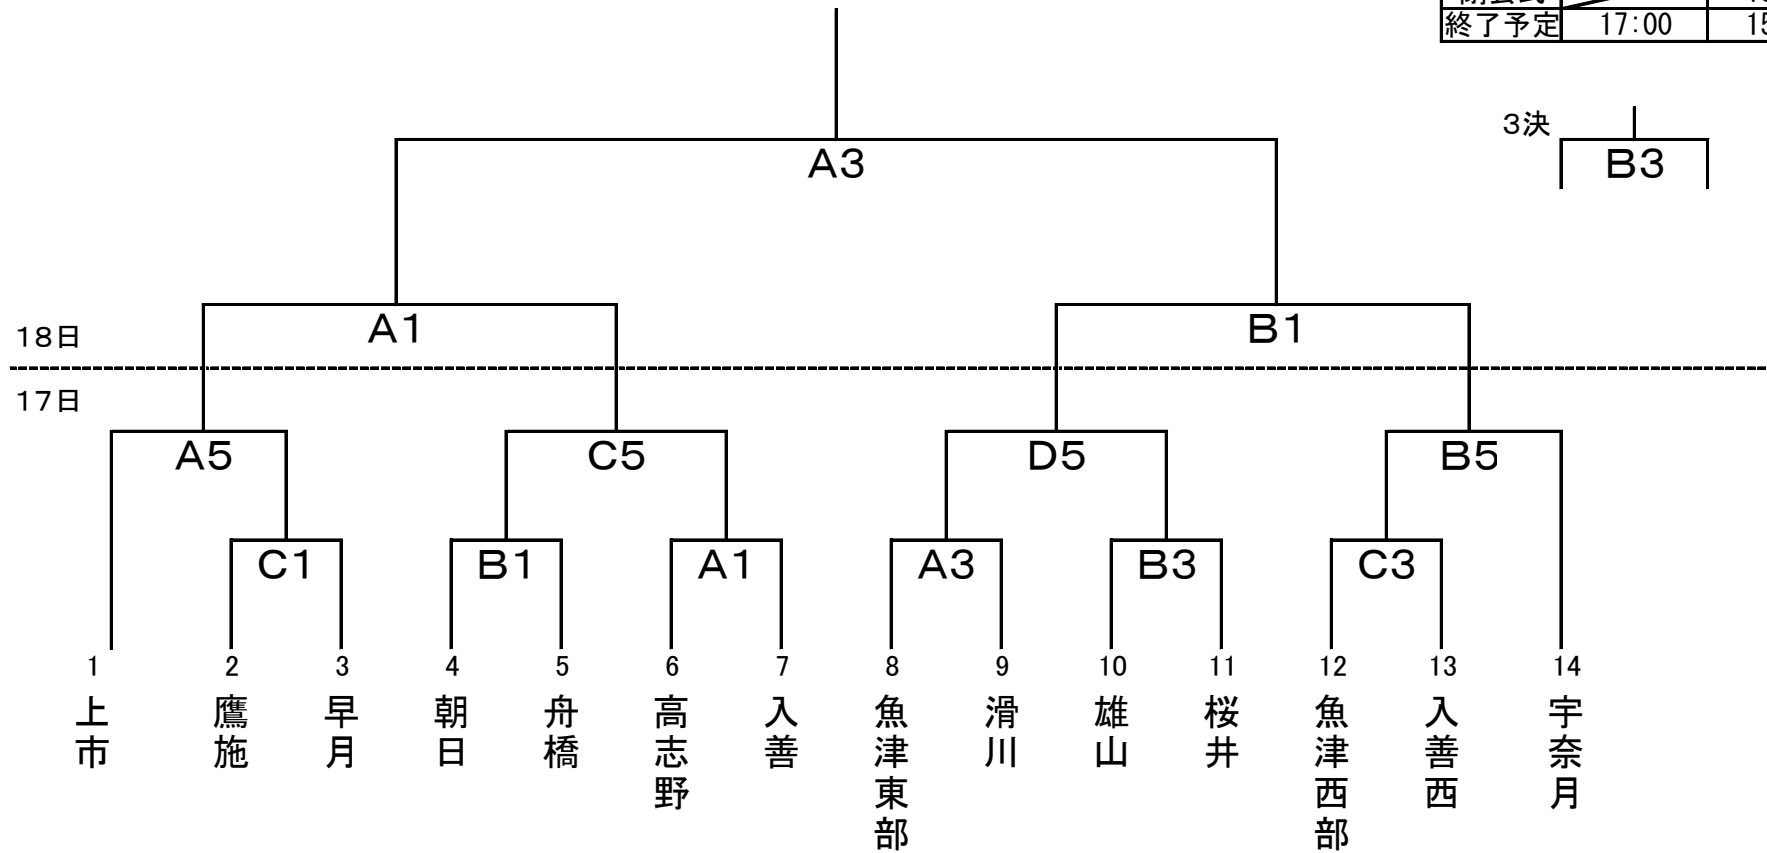 終了予定 17:00
3決
A3
B3
A1
B1
18日
17日
A5
C5
D5
B5
C1
B1
A1
A3
B3
C3
1 2 3 4 5 6 7 8 9 10 11 12 13 14
上市
鷹施
早月
朝日
舟橋
高志野
入善
魚津東部
滑川
雄山
桜井
魚津西部
入善西
宇奈月